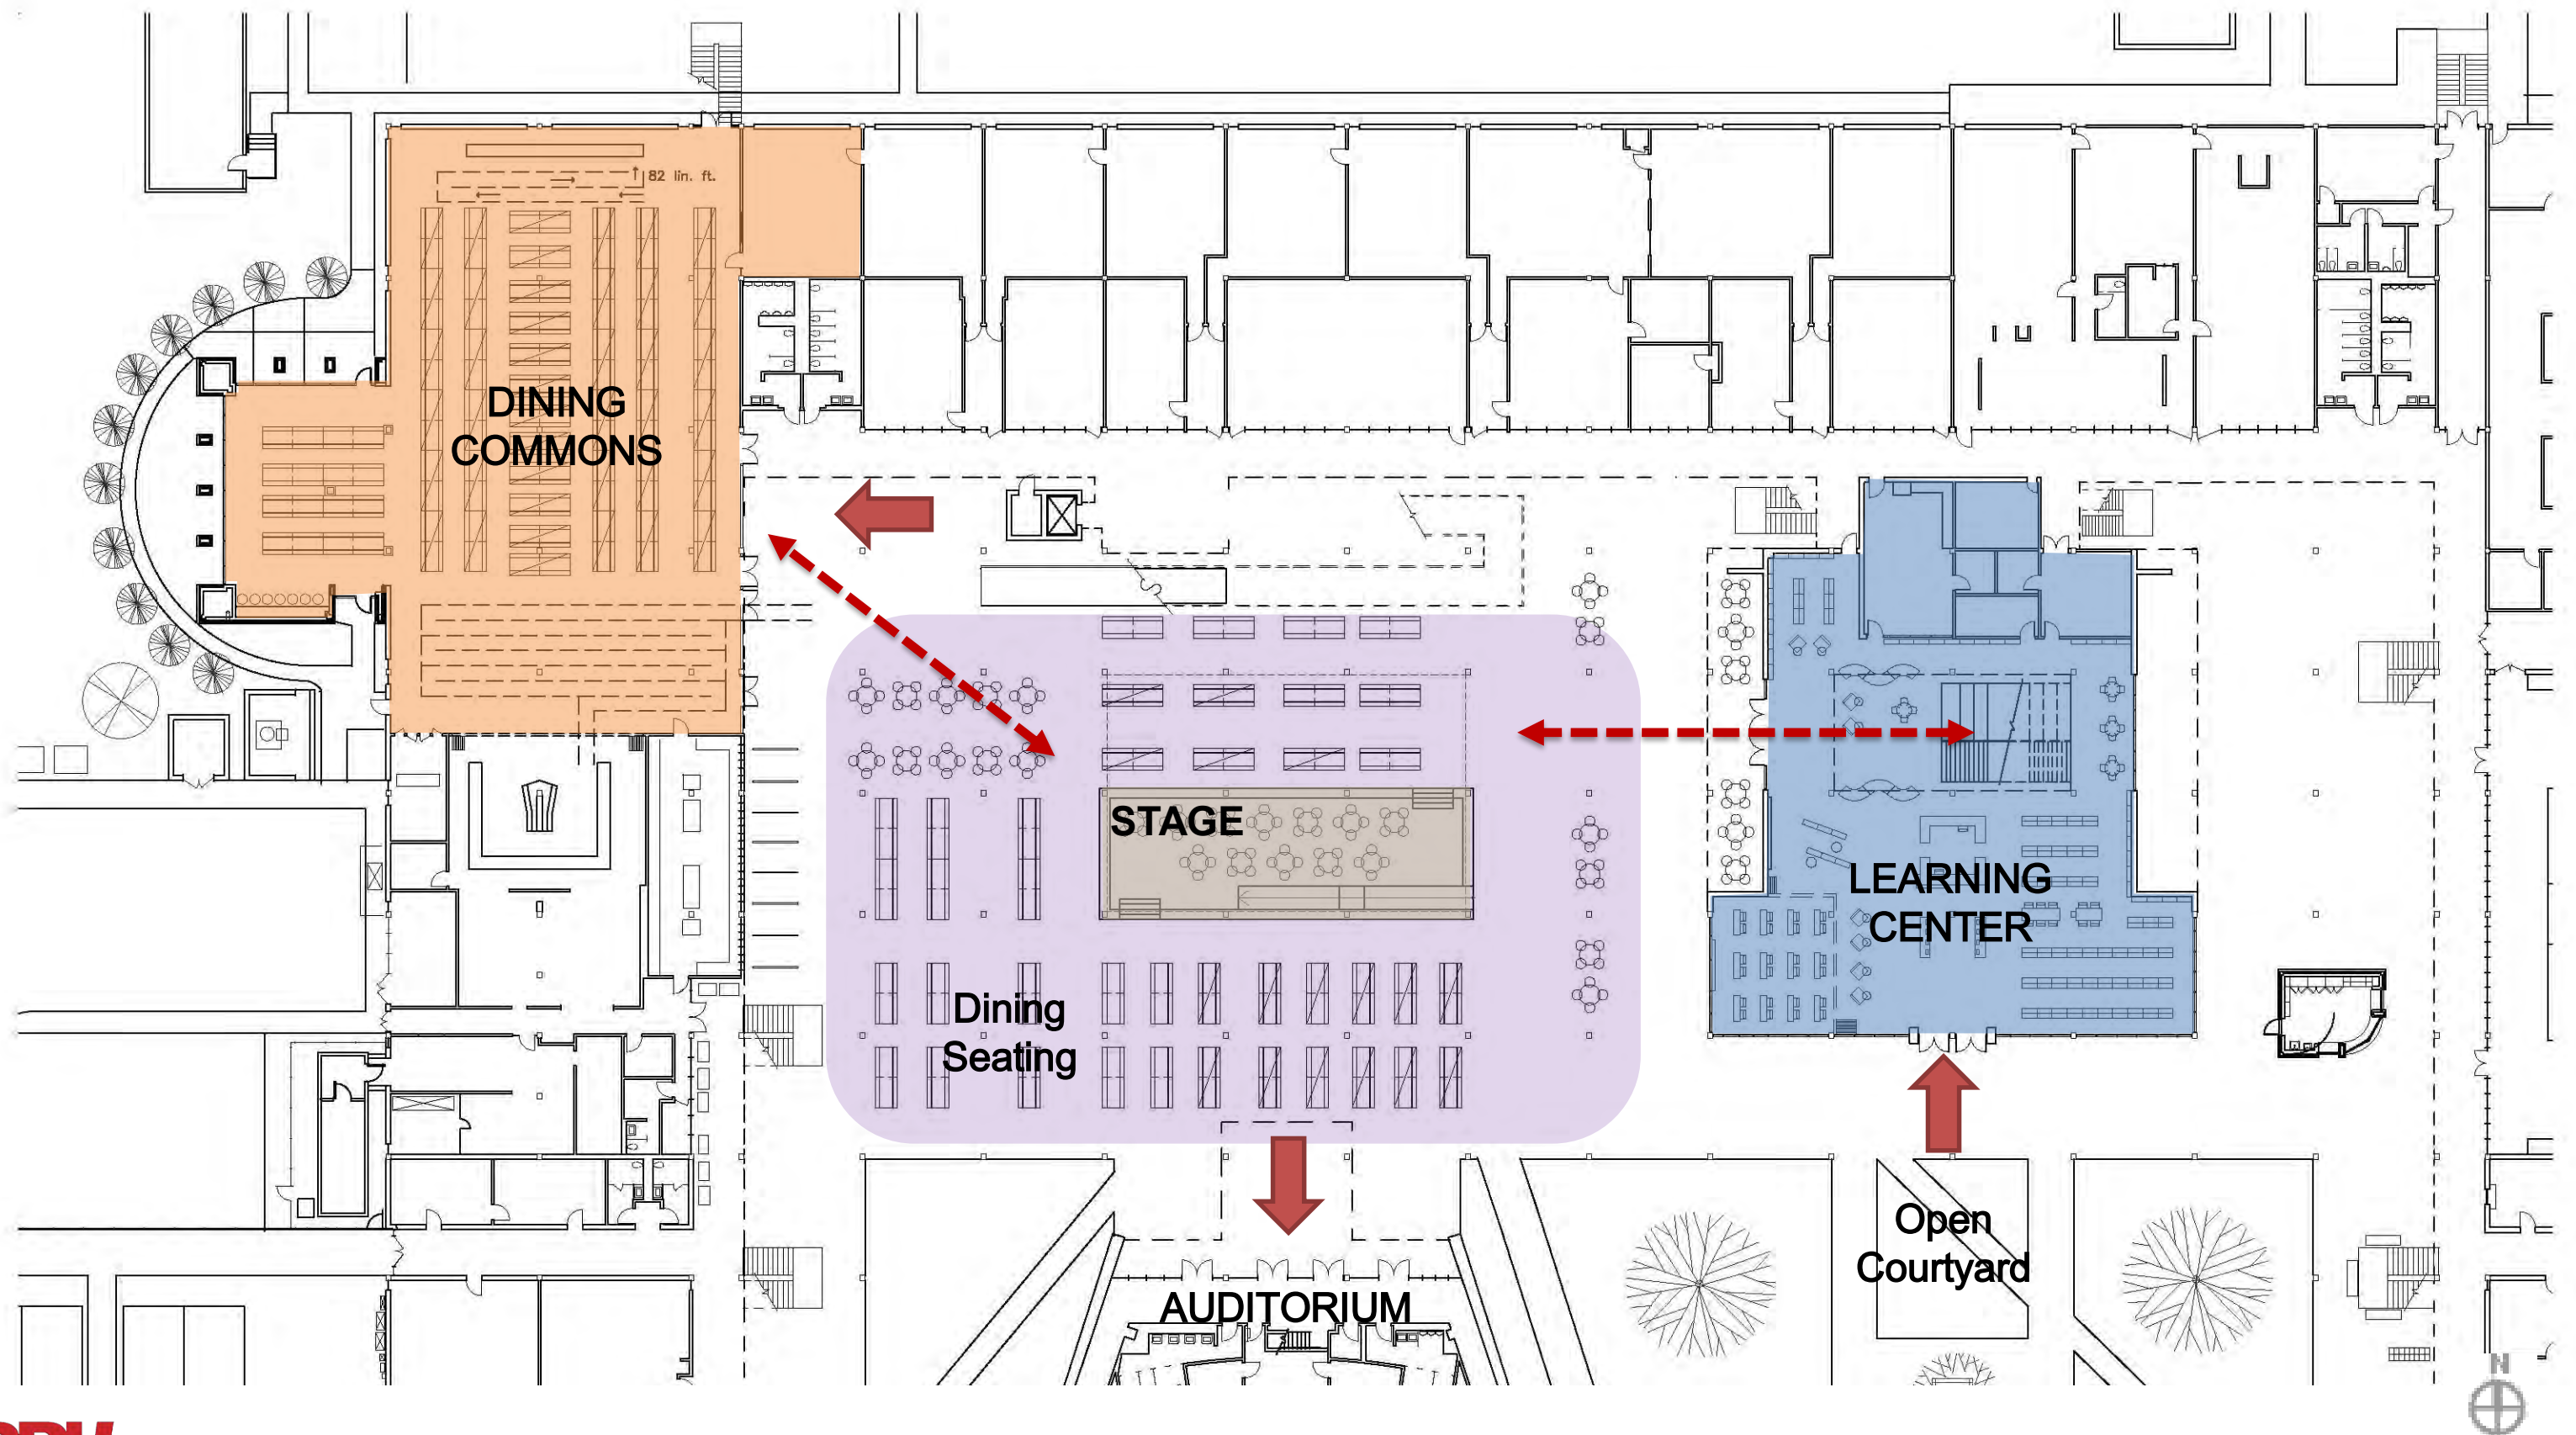 82 lin. ft.
DINING
COMMONS
STAGE
LEARNING
CENTER
Dining
Seating
Open
Courtyard
AUDITORIUM
N